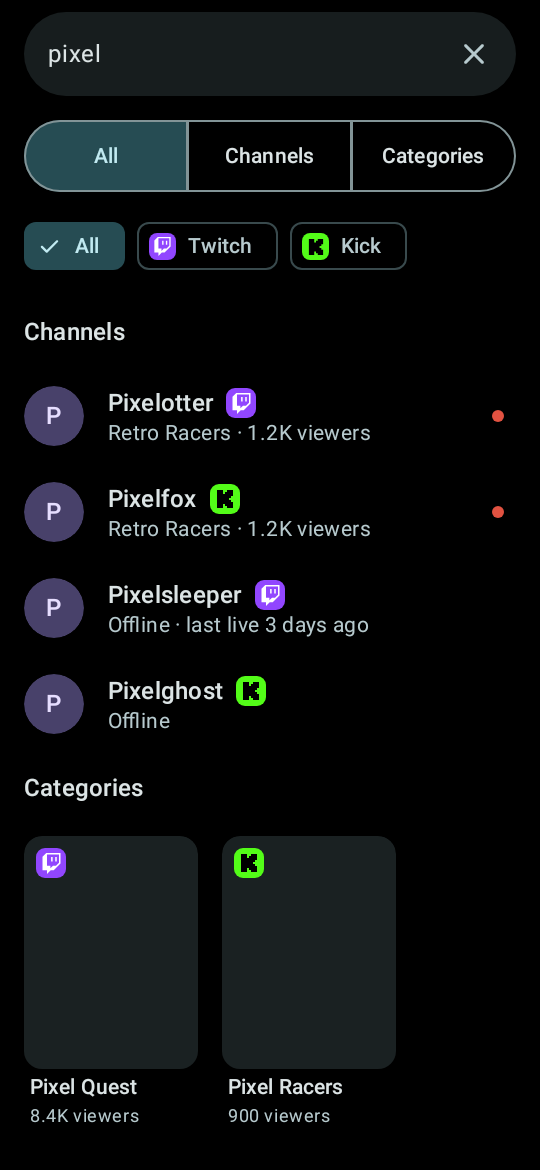 pixel
All
Channels
Categories
All
Twitch
Kick
Channels
P
Pixelotter
Retro Racers · 1.2K viewers
P
Pixelfox
Retro Racers · 1.2K viewers
P
Pixelsleeper
Offline · last live 3 days ago
P
Pixelghost
Offline
Categories
Pixel Quest
8.4K viewers
Pixel Racers
900 viewers